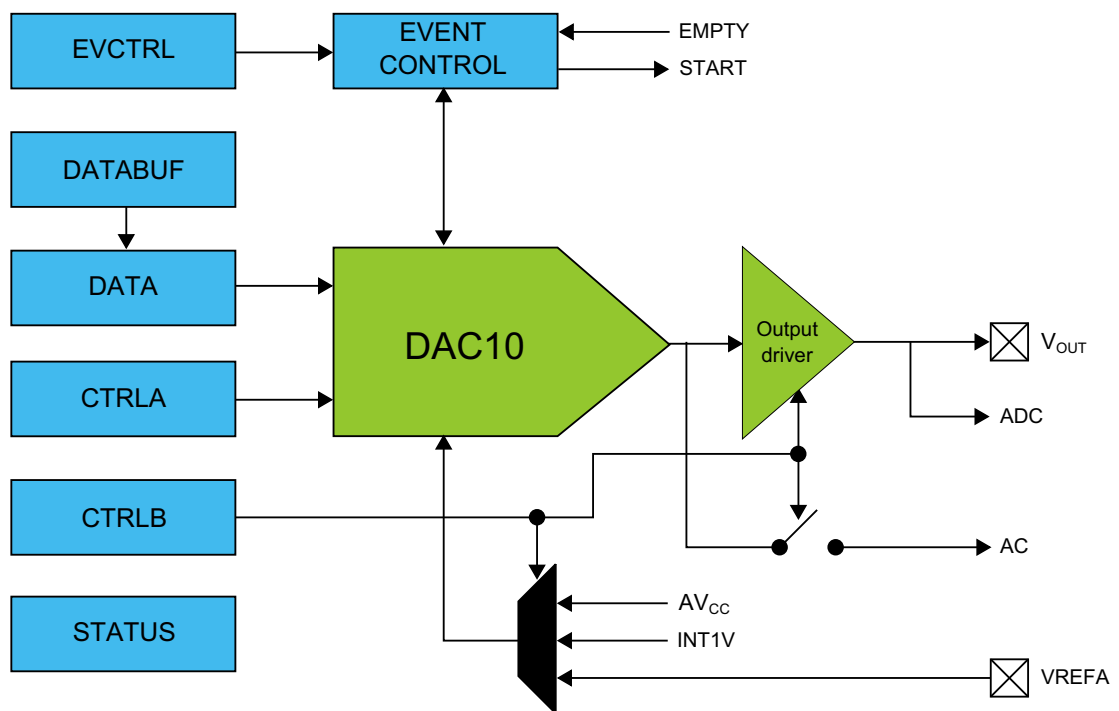 EVCTRL
EVENT
CONTROL
EMPTY
START
DATABUF
DATA
DAC10
Output
driver
VOUT
CTRLA
ADC
CTRLB
AC
STATUS
AVCC
INT1V
VREFA